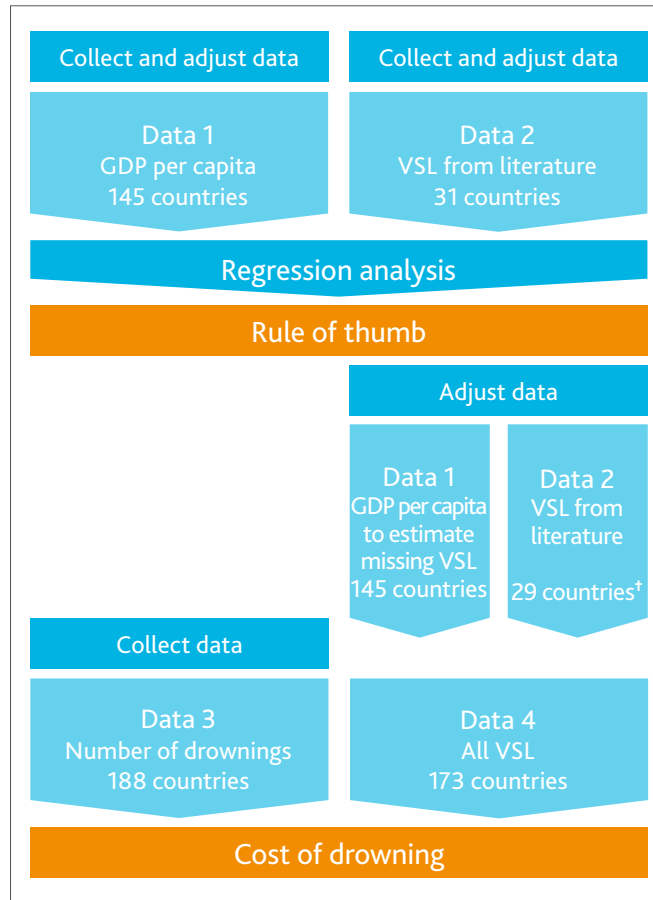 Collect and adjust data
Collect and adjust data
Data 1
GDP per capita
145 countries
Data 2
VSL from literature
31 countries
Regression analysis
Rule of thumb
Adjust data
Data 1
GDP per capita
to estimate
missing VSL
145 countries
Data 2
VSL from
literature
29 countries†
Collect data
Data 3
Number of drownings
188 countries
Data 4
All VSL
173 countries
Cost of drowning